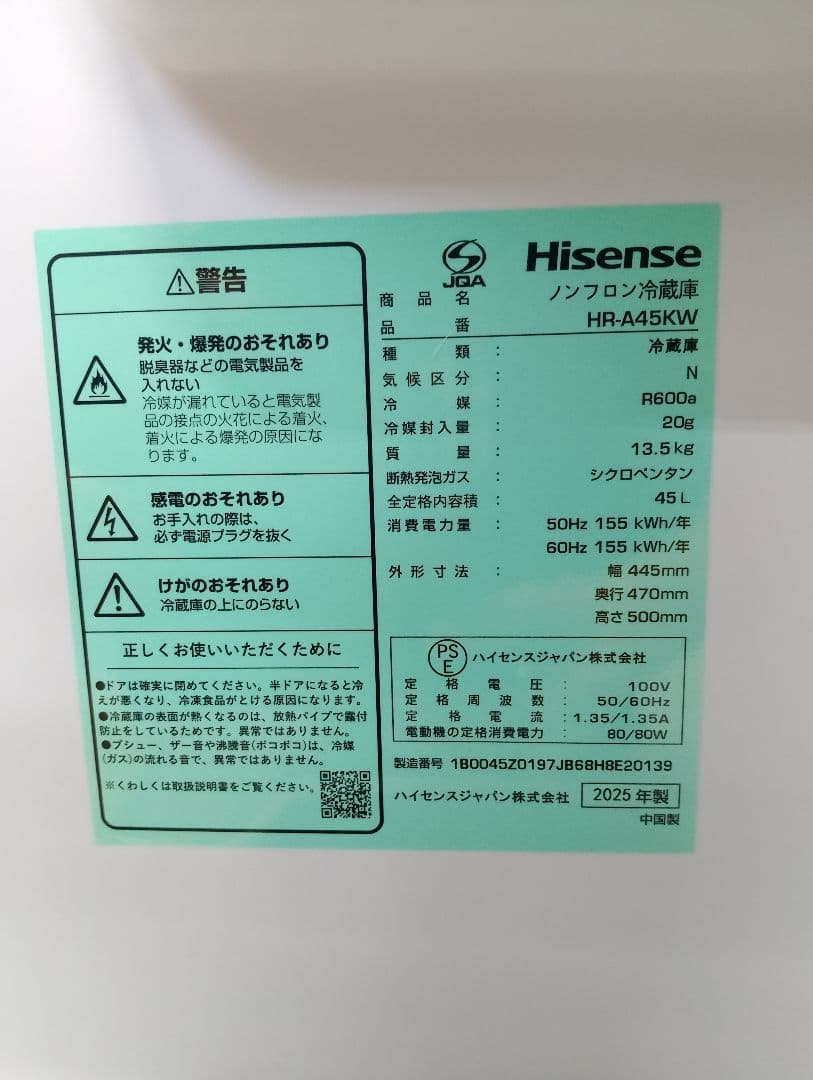 警告
発火・爆発のおそれあり
脱臭器などの電気製品を
入れない
冷媒が漏れていると電気製
品の接点の火花による着火、
着火による爆発の原因にな
ります。
感電のおそれあり
お手入れの際は、
必ず電源プラグを抜く
けがのおそれあり
冷蔵庫の上にのらない
正しくお使いいただくために
●ドアは確実に閉めてください。半ドアになると冷
えが悪くなり、冷凍食品がとける原因になります。
●冷蔵庫の表面が熱くなるのは、放熱パイプで露付
防止をしているためです。異常ではありません。
●プシュー、ザー音や沸騰音(ボコボコ)は、冷媒
(ガス)の流れる音で、異常ではありません。
※くわしくは取扱説明書をご覧ください。
JQA
Hisense
商品名 ノンフロン冷蔵庫
品番 HR-A45KW
種類 : 冷蔵庫
気候区分 : N
冷媒 : R600a
冷媒封入量 : 20g
質量 : 13.5kg
断熱発泡ガス : シクロペンタン
全定格内容積 : 45L
消費電力量 : 50Hz 155 kWh/年
60Hz 155 kWh/年
外形寸法 : 幅 445mm
奥行 470mm
高さ 500mm
PSE ハイセンスジャパン株式会社
定格電圧 : 100V
定格周波数 : 50/60Hz
定格電流 : 1.35/1.35A
電動機の定格消費電力 : 80/80W
製造番号 1B0045Z0197JB68H8E20139
ハイセンスジャパン株式会社 2025年製
中国製